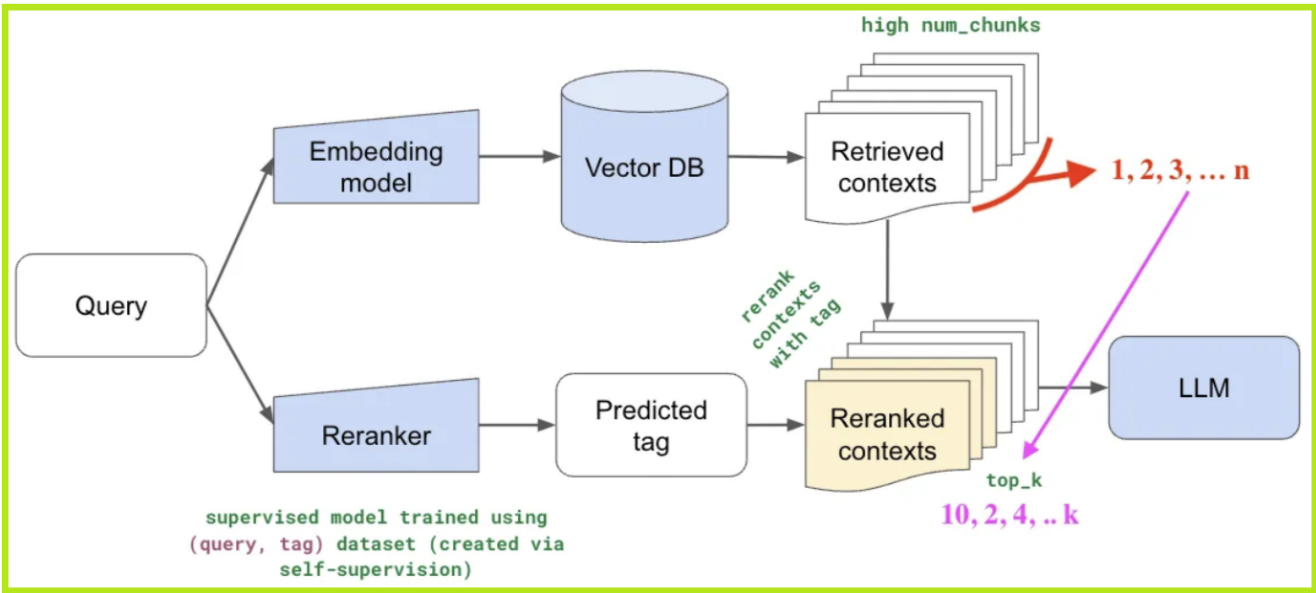 high num_chunks
Embedding
model
Vector DB
Retrieved
contexts
1, 2, 3, ... n
Query
rerank
contexts
with tag
Reranker
Predicted
tag
Reranked
contexts
LLM
top_k
10, 2, 4, .. k
supervised model trained using
(query, tag) dataset (created via
self-supervision)